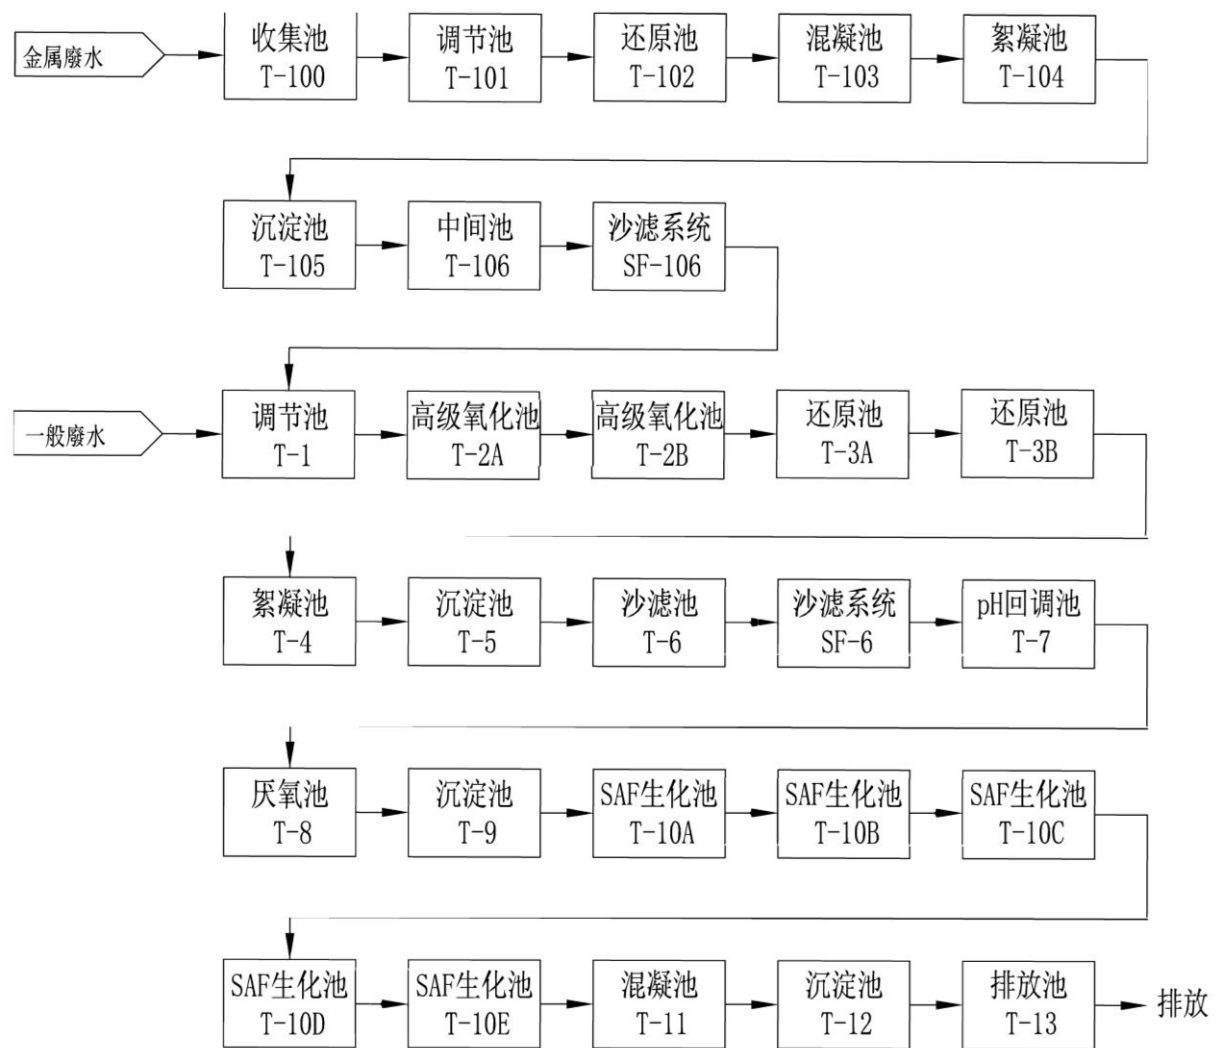 金属廢水
收集池
T-100
调节池
T-101
还原池
T-102
混凝池
T-103
絮凝池
T-104
沉淀池
T-105
中间池
T-106
沙滤系统
SF-106
一般廢水
调节池
T-1
高级氧化池
T-2A
高级氧化池
T-2B
还原池
T-3A
还原池
T-3B
絮凝池
T-4
沉淀池
T-5
沙滤池
T-6
沙滤系统
SF-6
pH回调池
T-7
厌氧池
T-8
沉淀池
T-9
SAF生化池
T-10A
SAF生化池
T-10B
SAF生化池
T-10C
SAF生化池
T-10D
SAF生化池
T-10E
混凝池
T-11
沉淀池
T-12
排放池
T-13
排放